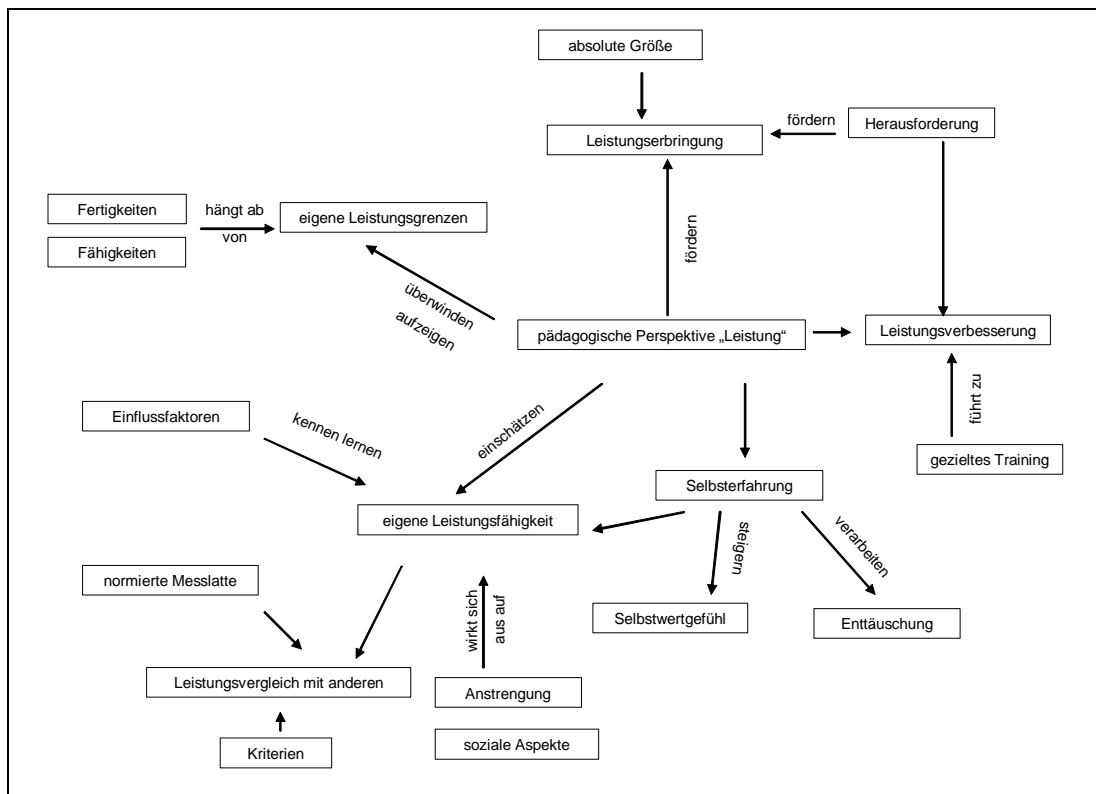 absolute Größe
fördern
Herausforderung
Leistungserbringung
Fertigkeiten
hängt ab
von
eigene Leistungsgrenzen
Fähigkeiten
fördern
überwinden
aufzeigen
pädagogische Perspektive „Leistung“
Leistungsverbesserung
führt zu
gezieltes Training
Einflussfaktoren
kennen lernen
einschätzen
Selbsterfahrung
eigene Leistungsfähigkeit
steigern
verarbeiten
normierte Messlatte
wirkt sich
aus auf
Selbstwertgefühl
Enttäuschung
Leistungsvergleich mit anderen
Anstrengung
Kriterien
soziale Aspekte